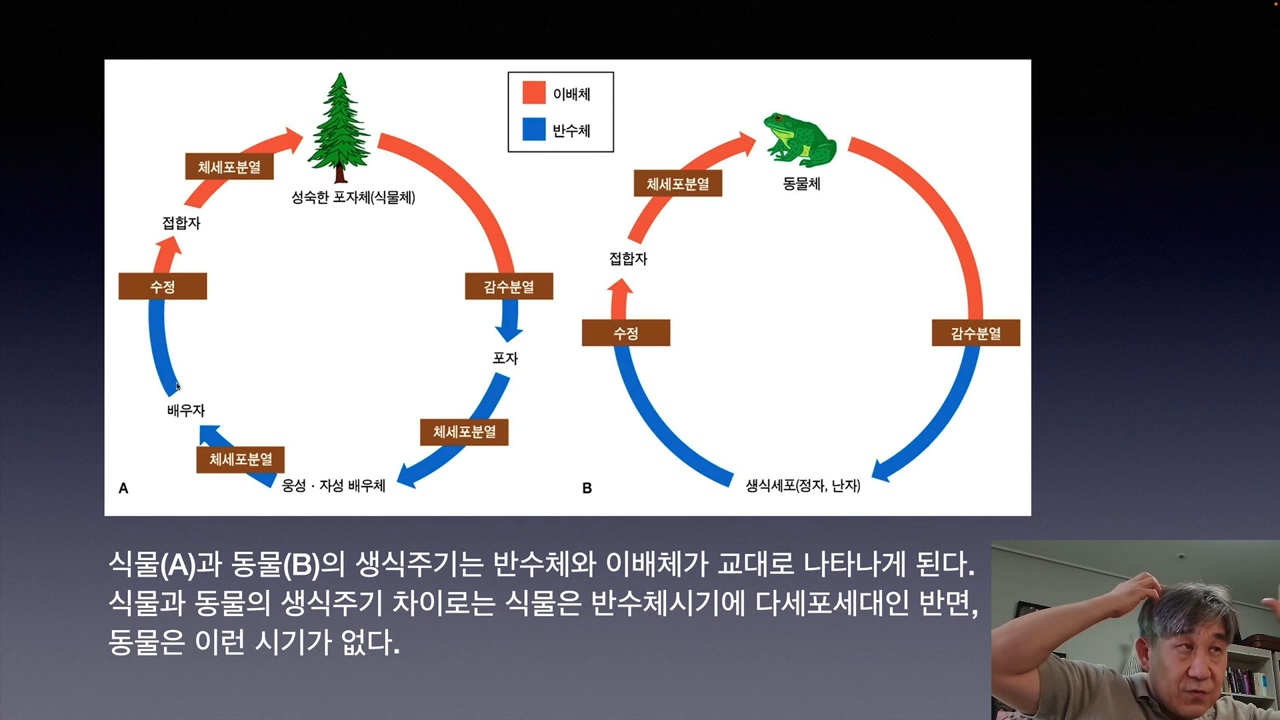 이배체
반수체
체세포분열
성숙한 포자체(식물체)
접합자
수정
감수분열
포자
배우자
체세포분열
체세포분열
웅성 · 자성 배우체
A
체세포분열
동물체
접합자
수정
감수분열
생식세포(정자, 난자)
B
식물(A)과 동물(B)의 생식주기는 반수체와 이배체가 교대로 나타나게 된다.
식물과 동물의 생식주기 차이로는 식물은 반수체시기에 다세포세대인 반면,
동물은 이런 시기가 없다.